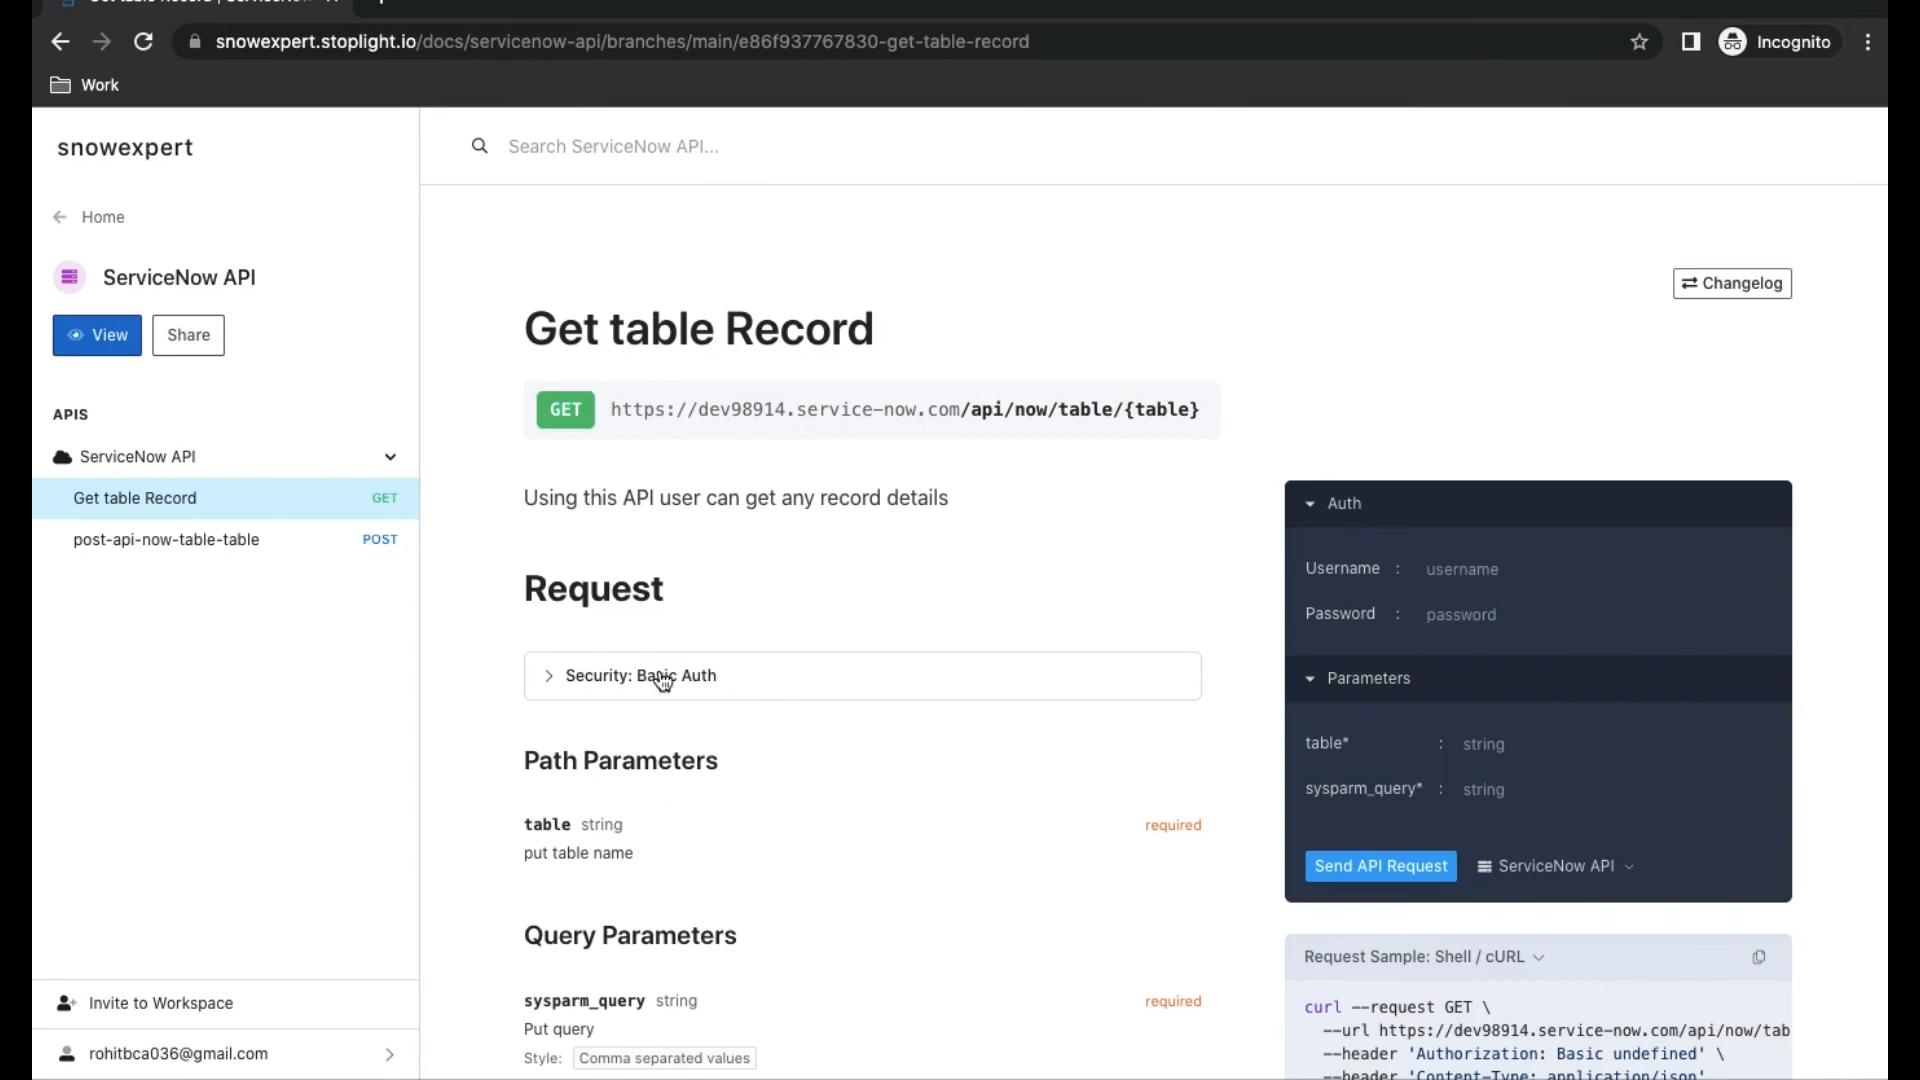 snowexpert.stoplight.io/docs/servicenow-api/branches/main/e86f937767830-get-table-record
Incognito
Work
snowexpert
Search ServiceNow API...
Home
ServiceNow API
Changelog
View
Share
Get table Record
GET https://dev98914.service-now.com/api/now/table/{table}
APIS
ServiceNow API
Get table Record GET
post-api-now-table-table POST
Using this API user can get any record details
Request
Security: Basic Auth
Path Parameters
table string required
put table name
Query Parameters
sysparm_query string required
Put query
Style: Comma separated values
Auth
Username : username
Password : password
Parameters
table* : string
sysparm_query* : string
Send API Request ServiceNow API
Request Sample: Shell / cURL
curl --request GET \
--url https://dev98914.service-now.com/api/now/tab
--header 'Authorization: Basic undefined' \
--header 'Content-Type: application/json'
Invite to Workspace
rohitbca036@gmail.com